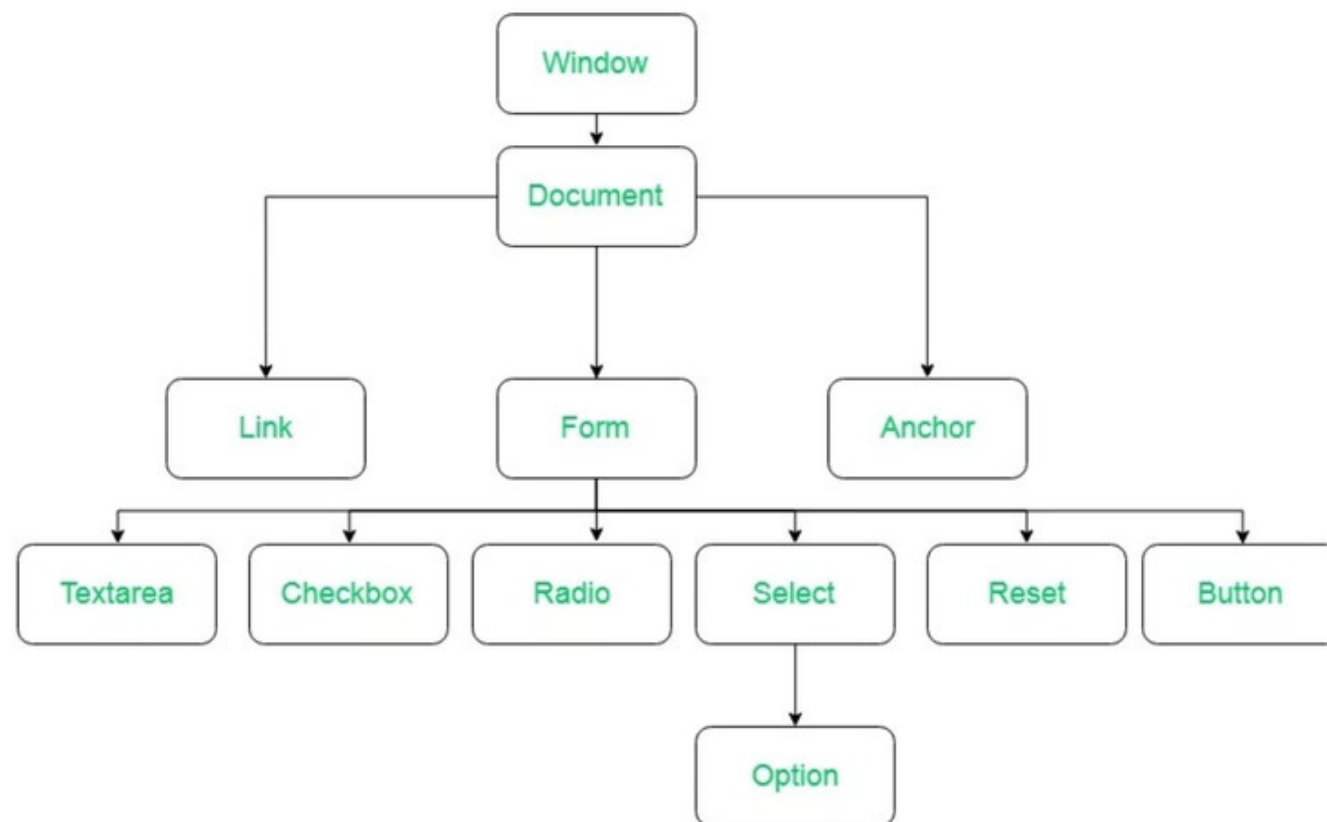 Window
Document
Link
Form
Anchor
Textarea
Checkbox
Radio
Select
Reset
Button
Option